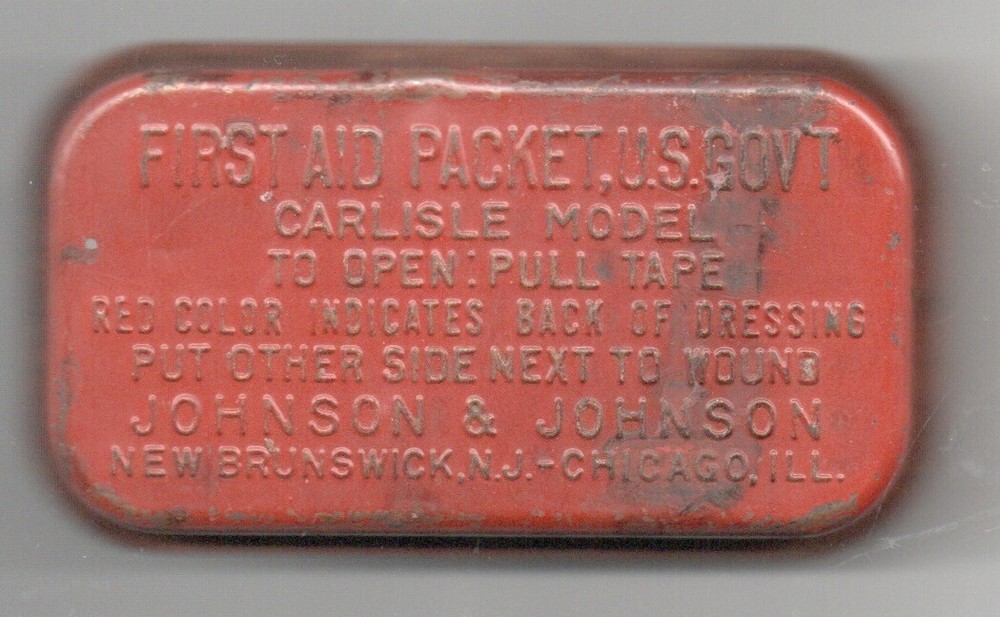 FIRST AID PACKET, U.S. GOV'T
CARLISLE MODEL
TO OPEN: PULL TAPE
RED COLOR INDICATES BACK OF DRESSING
PUT OTHER SIDE NEXT TO WOUND
JOHNSON & JOHNSON
NEW BRUNSWICK, N.J. - CHICAGO, ILL.